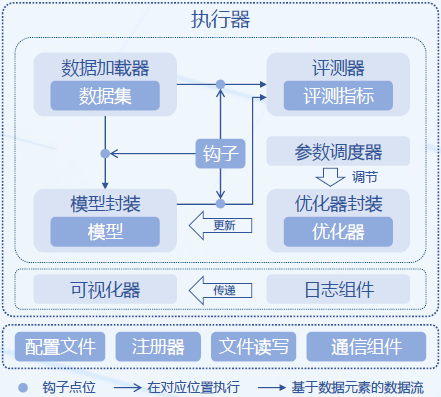 执行器
数据加载器
数据集
评测器
评测指标
钩子
参数调度器
调节
模型封装
模型
更新
优化器封装
优化器
可视化器
传递
日志组件
配置文件
注册器
文件读写
通信组件
钩子点位
在对应位置执行
基于数据元素的数据流